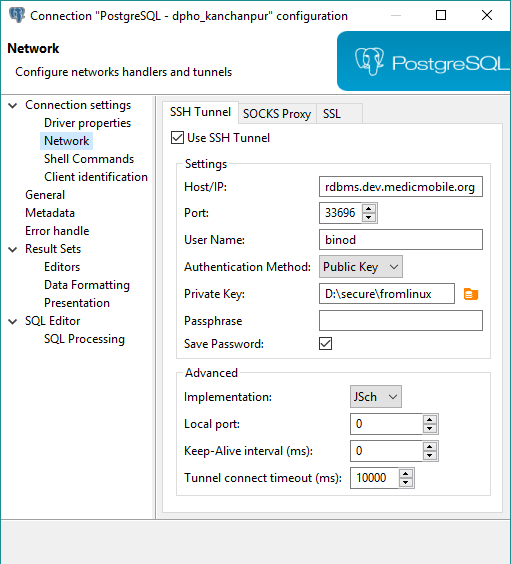 Connection "PostgreSQL - dpho_kanchanpur" configuration
Network
Configure networks handlers and tunnels
PostgreSQL
Connection settings
Driver properties
Network
Shell Commands
Client identification
General
Metadata
Error handle
Result Sets
Editors
Data Formatting
Presentation
SQL Editor
SQL Processing
SSH Tunnel SOCKS Proxy SSL
Use SSH Tunnel
Settings
Host/IP: rdbms.dev.medicmobile.org
Port: 33696
User Name: binod
Authentication Method: Public Key
Private Key: D:\secure\fromlinux
Passphrase
Save Password:
Advanced
Implementation: JSch
Local port: 0
Keep-Alive interval (ms): 0
Tunnel connect timeout (ms): 10000